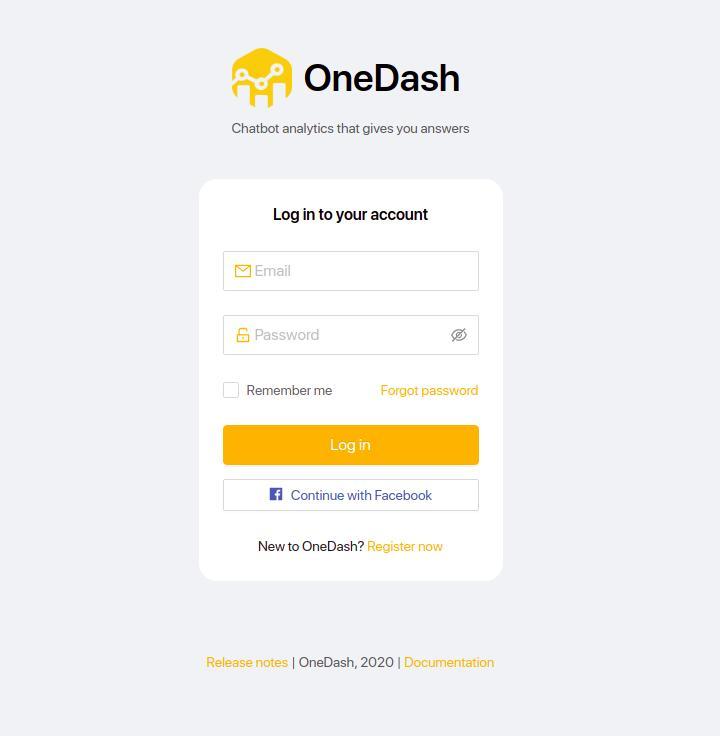 OneDash
Chatbot analytics that gives you answers
Log in to your account
Email
Password
Remember me Forgot password
Log in
Continue with Facebook
New to OneDash? Register now
Release notes | OneDash, 2020 | Documentation